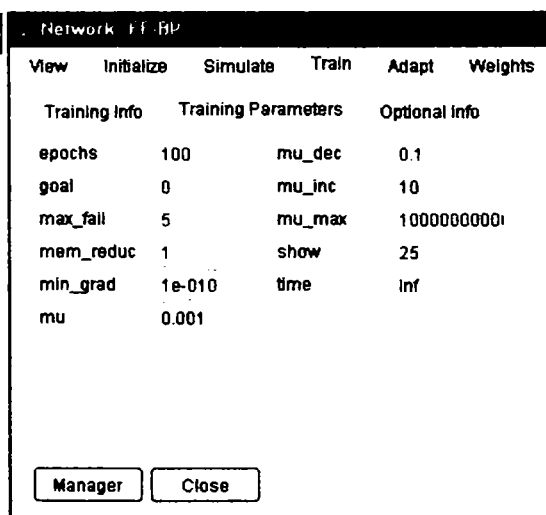 Network FF-BP
View Initialize Simulate Train Adapt Weights
Training Info Training Parameters Optional Info
epochs 100 mu_dec 0.1
goal 0 mu_inc 10
max_fail 5 mu_max 1000000000
mem_reduc 1 show 25
min_grad 1e-010 time Inf
mu 0.001
Manager Close